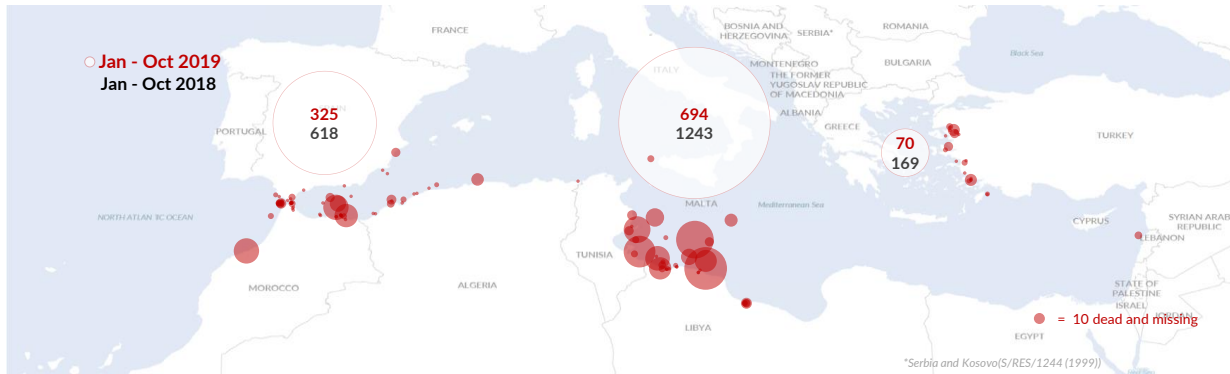 FRANCE
BOSNIA AND
HERZEGOVINA
SERBIA*
ROMANIA
Black Sea
Jan - Oct 2019
Jan - Oct 2018
ITALY
MONTENEGRO
BULGARIA
THE FORMER
YUGOSLAV REPUBLIC
OF MACEDONIA
325
618
694
1243
ALBANIA
PORTUGAL
GREECE
70
169
TURKEY
MALTA
Mediterranean Sea
NORTH ATLAN TIC OCEAN
CYPRUS
SYRIAN ARAB
REPUBLIC
LEBANON
TUNISIA
MOROCCO
ALGERIA
STATE OF
PALESTINE
ISRAEL
JORDAN
= 10 dead and missing
LIBYA
EGYPT
*Serbia and Kosovo(S/RES/1244 (1999))